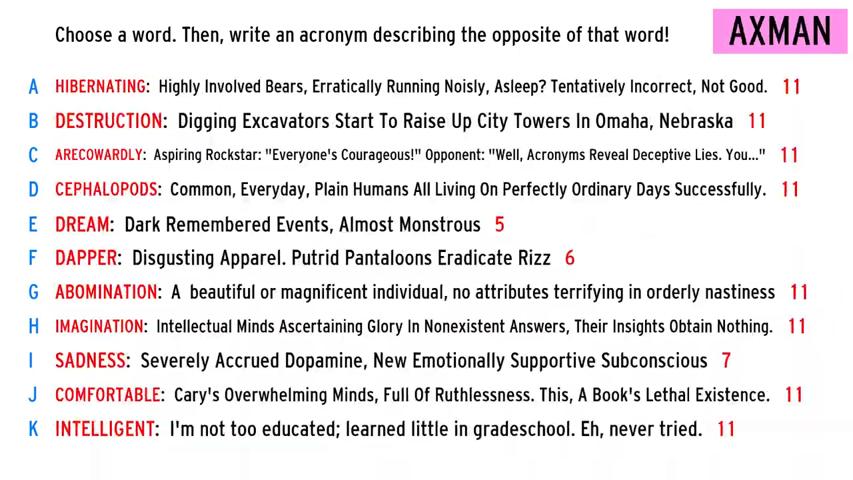 Choose a word. Then, write an acronym describing the opposite of that word!
AXMAN
A HIBERNATING: Highly Involved Bears, Erratically Running Noisly, Asleep? Tentatively Incorrect, Not Good. 11
B DESTRUCTION: Digging Excavators Start To Raise Up City Towers In Omaha, Nebraska 11
C ARECOWARDLY: Aspiring Rockstar: "Everyone's Courageous!" Opponent: "Well, Acronyms Reveal Deceptive Lies. You..." 11
D CEPHALOPODS: Common, Everyday, Plain Humans All Living On Perfectly Ordinary Days Successfully. 11
E DREAM: Dark Remembered Events, Almost Monstrous 5
F DAPPER: Disgusting Apparel. Putrid Pantaloons Eradicate Rizz 6
G ABOMINATION: A beautiful or magnificent individual, no attributes terrifying in orderly nastiness 11
H IMAGINATION: Intellectual Minds Ascertaining Glory In Nonexistent Answers, Their Insights Obtain Nothing. 11
I SADNESS: Severely Accrued Dopamine, New Emotionally Supportive Subconscious 7
J COMFORTABLE: Cary's Overwhelming Minds, Full Of Ruthlessness. This, A Book's Lethal Existence. 11
K INTELLIGENT: I'm not too educated; learned little in gradeschool. Eh, never tried. 11